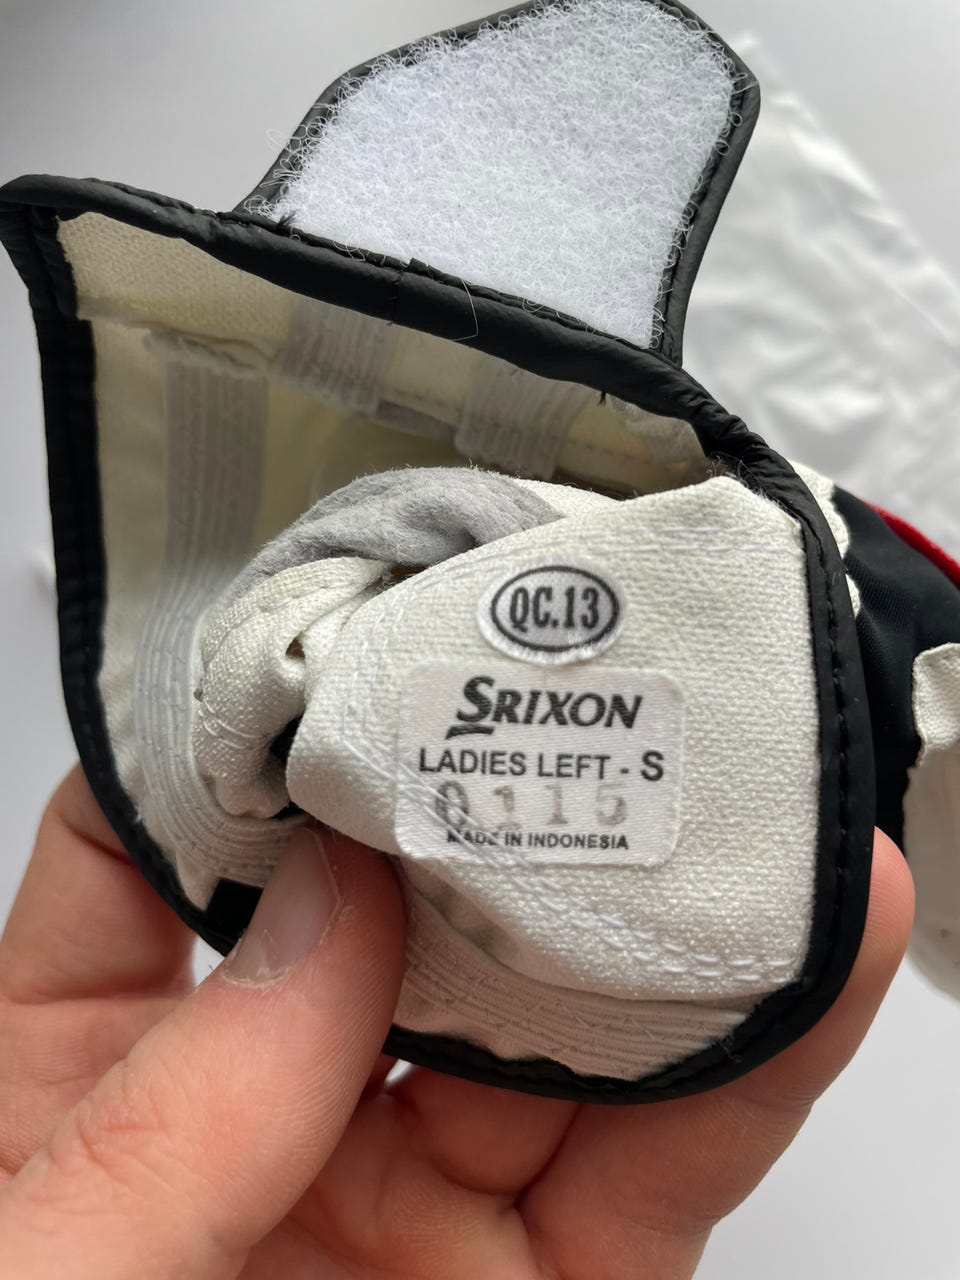 QC.13
SRIXON
LADIES LEFT - S
0115
MADE IN INDONESIA